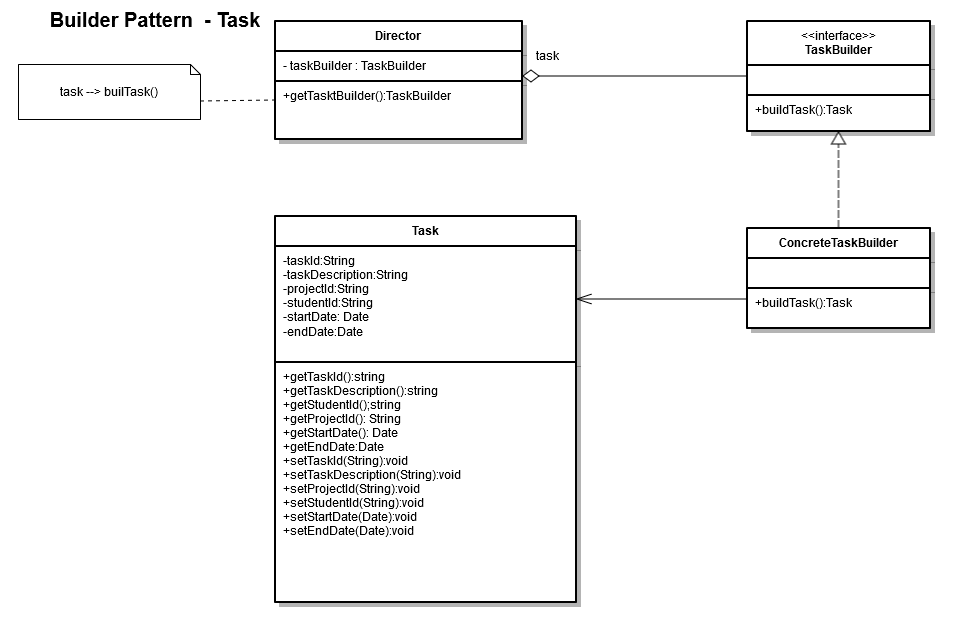 Builder Pattern - Task
task --> builTask()
Director
- taskBuilder : TaskBuilder
+getTasktBuilder():TaskBuilder
task
<<interface>>
TaskBuilder
+buildTask():Task
ConcreteTaskBuilder
+buildTask():Task
Task
-taskId:String
-taskDescription:String
-projectId:String
-studentId:String
-startDate: Date
-endDate:Date
+getTaskId():string
+getTaskDescription():string
+getStudentId();string
+getProjectId(): String
+getStartDate(): Date
+getEndDate:Date
+setTaskId(String):void
+setTaskDescription(String):void
+setProjectId(String):void
+setStudentId(String):void
+setStartDate(Date):void
+setEndDate(Date):void